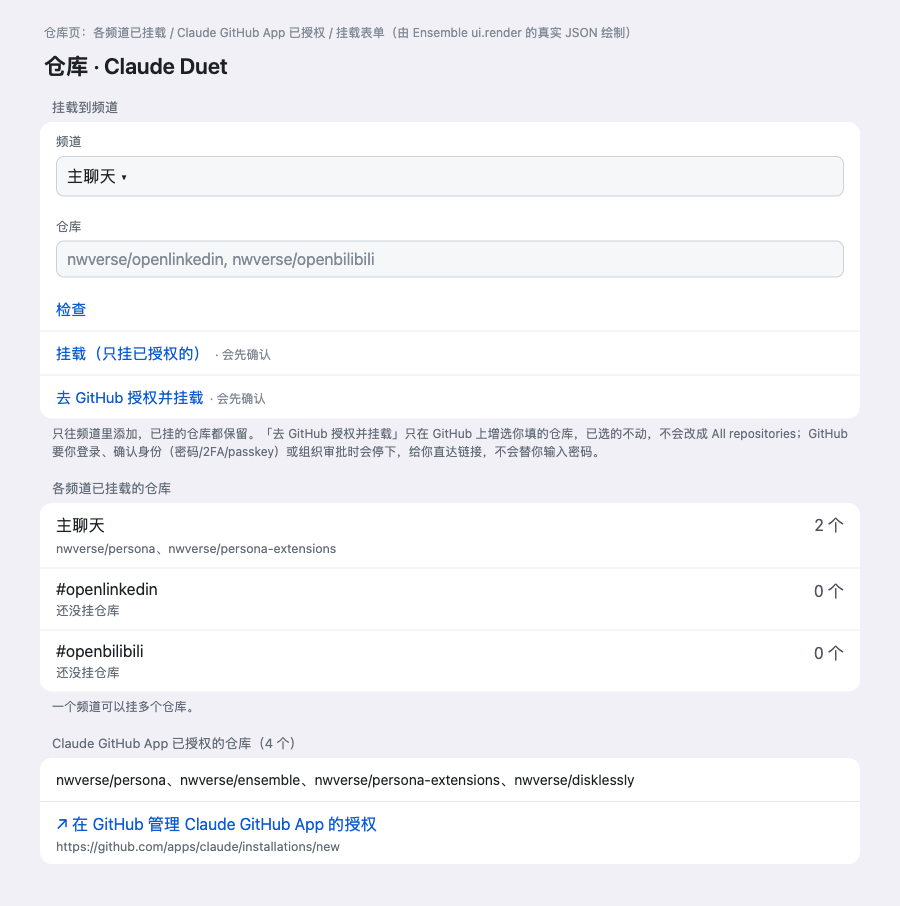 仓库页：各频道已挂载 / Claude GitHub App 已授权 / 挂载表单（由 Ensemble ui.render 的真实 JSON 绘制）
仓库 · Claude Duet
挂载到频道
频道
主聊天 ▾
仓库
nwverse/openlinkedin, nwverse/openbilibili
检查
挂载（只挂已授权的） · 会先确认
去 GitHub 授权并挂载 · 会先确认
只往频道里添加，已挂的仓库都保留。「去 GitHub 授权并挂载」只在 GitHub 上增选你填的仓库，已选的不动，不会改成 All repositories；GitHub
要你登录、确认身份（密码/2FA/passkey）或组织审批时会停下，给你直达链接，不会替你输入密码。
各频道已挂载的仓库
主聊天 2 个
nwverse/persona、nwverse/persona-extensions
#openlinkedin 0 个
还没挂仓库
#openbilibili 0 个
还没挂仓库
一个频道可以挂多个仓库。
Claude GitHub App 已授权的仓库（4 个）
nwverse/persona、nwverse/ensemble、nwverse/persona-extensions、nwverse/disklessly
↗ 在 GitHub 管理 Claude GitHub App 的授权
https://github.com/apps/claude/installations/new